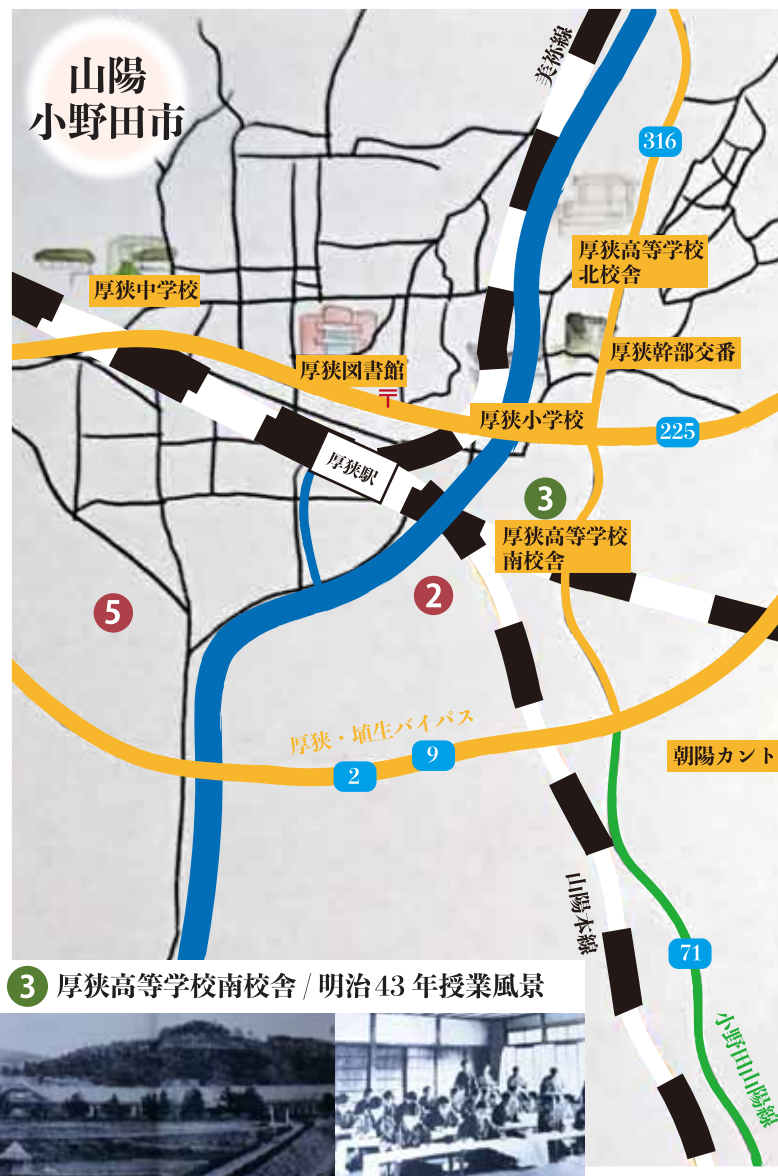 山陽
小野田市
美祢線
316
厚狭高等学校
北校舎
厚狭中学校
厚狭幹部交番
厚狭図書館
〒
厚狭小学校
225
厚狭駅
3
厚狭高等学校
南校舎
2
5
厚狭・埴生バイパス
9
2
朝陽カント
山陽本線
71
小野田山陽線
3 厚狭高等学校南校舎 / 明治43年授業風景